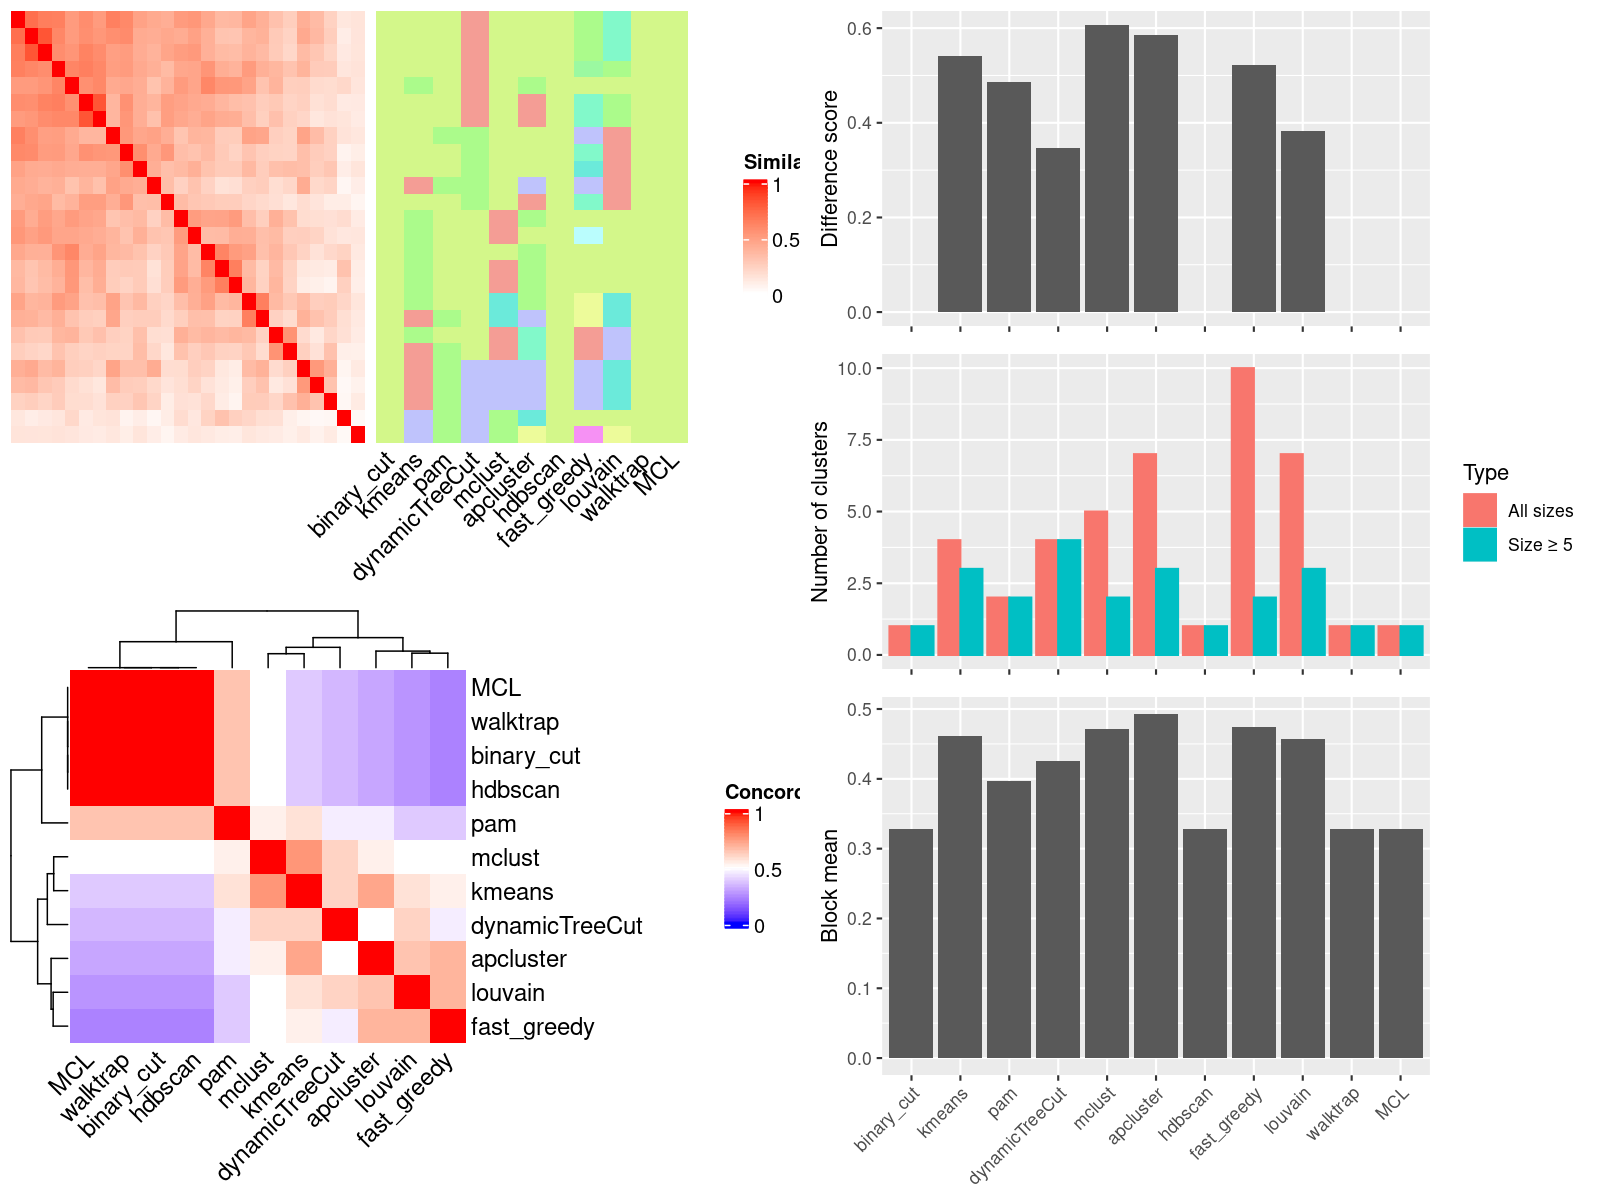 Simila
1
0.5
0
binary_cut
kmeans
pam
dynamicTreeCut
mclust
apcluster
hdbscan
fast_greedy
louvain
walktrap
MCL
MCL
walktrap
binary_cut
hdbscan
pam
mclust
kmeans
dynamicTreeCut
apcluster
louvain
fast_greedy
Concord
1
0.5
0
MCL
walktrap
binary_cut
hdbscan
pam
mclust
kmeans
dynamicTreeCut
apcluster
louvain
fast_greedy
Difference score
0.6
0.4
0.2
0.0
Number of clusters
10.0
7.5
5.0
2.5
0.0
Type
All sizes
Size ≥ 5
Block mean
0.5
0.4
0.3
0.2
0.1
0.0
binary_cut
kmeans
pam
dynamicTreeCut
mclust
apcluster
hdbscan
fast_greedy
louvain
walktrap
MCL